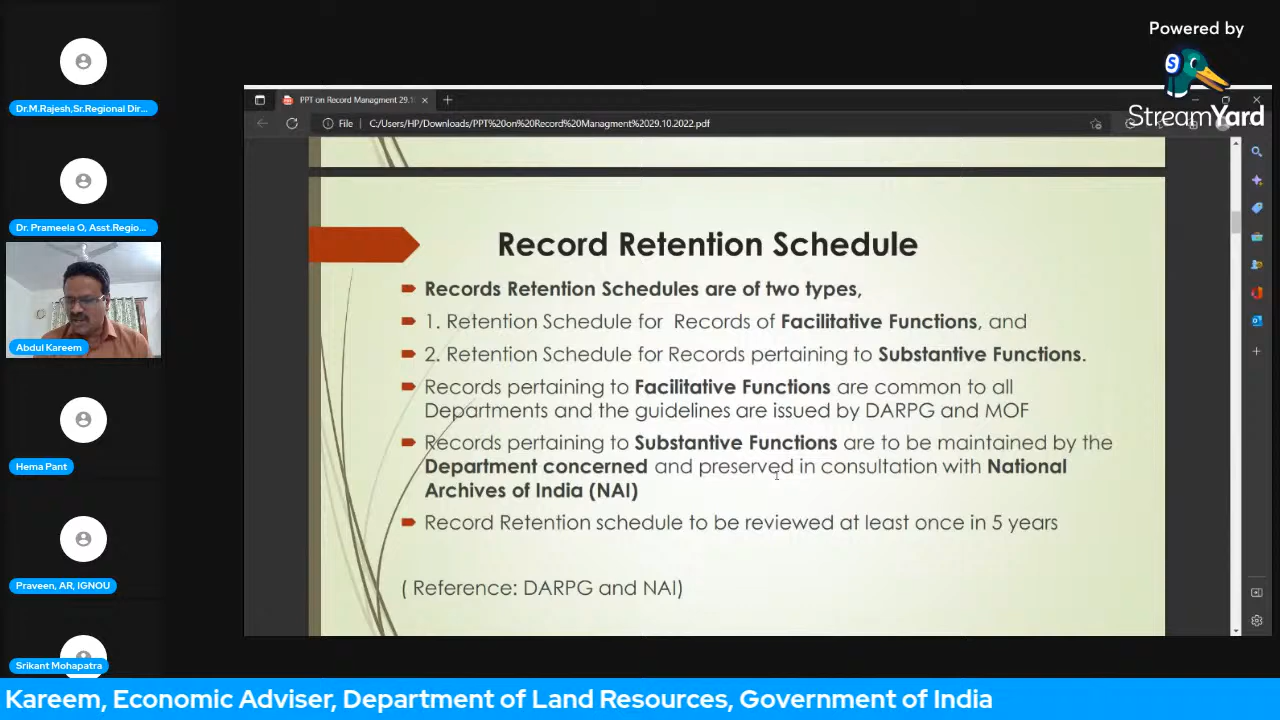 Powered by
StreamYard
Dr.M.Rajesh,Sr.Regional Dir...
Dr. Prameela O, Asst.Regio...
Abdul Kareem
Hema Pant
Praveen, AR, IGNOU
Srikant Mohapatra
PPT on Record Managment 29.1
File
C:/Users/HP/Downloads/PPT%20on%20Record%20Managment%2029.10.2022.pdf
Record Retention Schedule
Records Retention Schedules are of two types,
1. Retention Schedule for Records of Facilitative Functions, and
2. Retention Schedule for Records pertaining to Substantive Functions.
Records pertaining to Facilitative Functions are common to all
Departments and the guidelines are issued by DARPG and MOF
Records pertaining to Substantive Functions are to be maintained by the
Department concerned and preserved in consultation with National
Archives of India (NAI)
Record Retention schedule to be reviewed at least once in 5 years
( Reference: DARPG and NAI)
Kareem, Economic Adviser, Department of Land Resources, Government of India